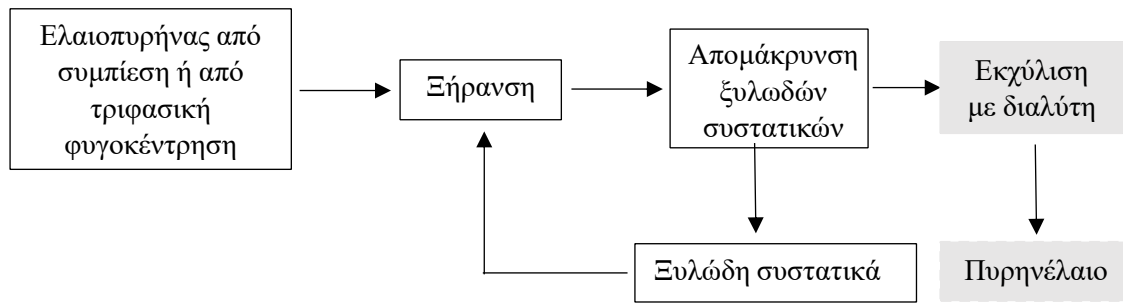 Ελαιοπυρήνας από
συμπίεση ή από
τριφασική
φυγοκέντρηση
Ξήρανση
Απομάκρυνση
ξυλωδών
συστατικών
Εκχύλιση
με διαλύτη
Ξυλώδη συστατικά
Πυρηνέλαιο